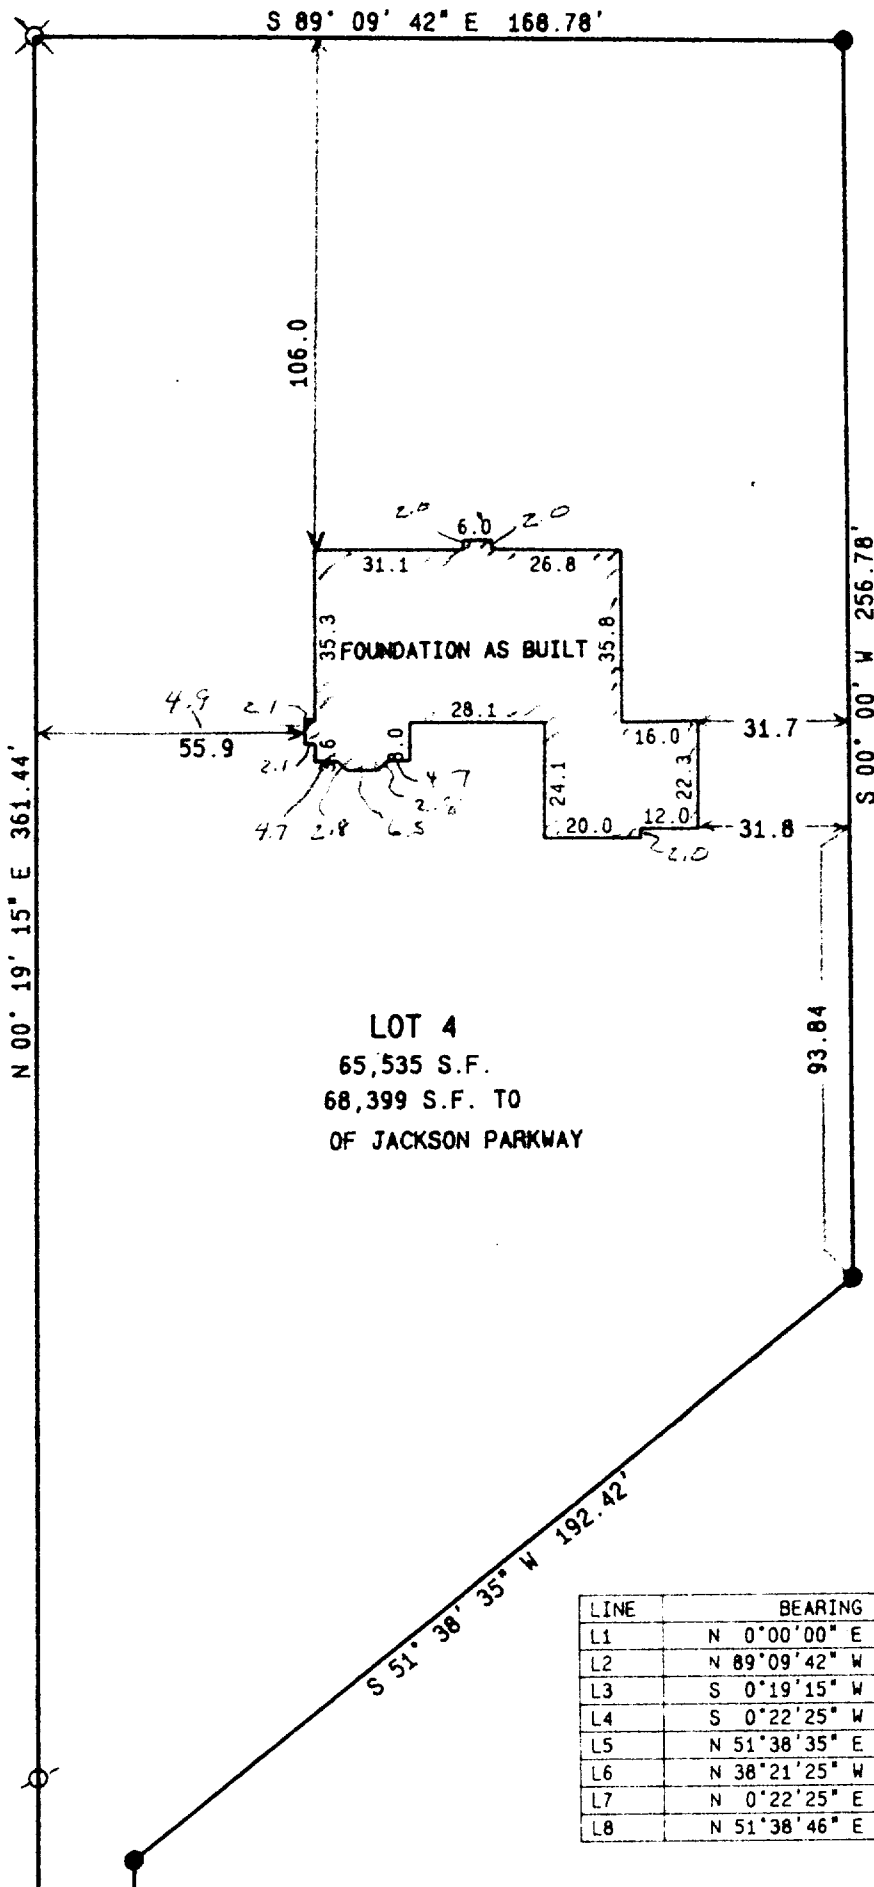 S 89° 09' 42" E 168.78'
106.0
2.0
6.0
2.0
31.1
26.8
35.3
FOUNDATION AS BUILT
35.8
S 00° 00' 00" W 256.78'
4.9
2.1
28.1
16.0
31.7
55.9
2.1
8.0
4.7
22.3
24.1
2.8
4.7
2.8
6.5
20.0
12.0
31.8
2.0
N 00° 19' 15" E 361.44'
93.84
LOT 4
65,535 S.F.
68,399 S.F. TO
OF JACKSON PARKWAY
S 51° 38' 35" W 192.42'
LINE BEARING
L1 N 0°00'00" E
L2 N 89°09'42" W
L3 S 0°19'15" W
L4 S 0°22'25" W
L5 N 51°38'35" E
L6 N 38°21'25" W
L7 N 0°22'25" E
L8 N 51°38'46" E